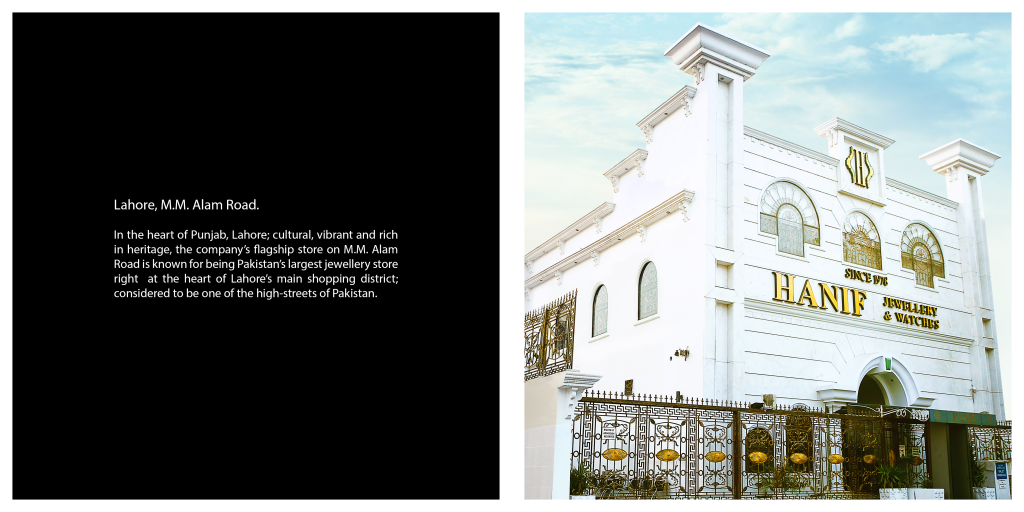 Lahore, M.M. Alam Road.
In the heart of Punjab, Lahore; cultural, vibrant and rich
in heritage, the company's flagship store on M.M. Alam
Road is known for being Pakistan's largest jewellery store
right at the heart of Lahore's main shopping district;
considered to be one of the high-streets of Pakistan.
SINCE 1976
HANIF
JEWELLERY
& WATCHES